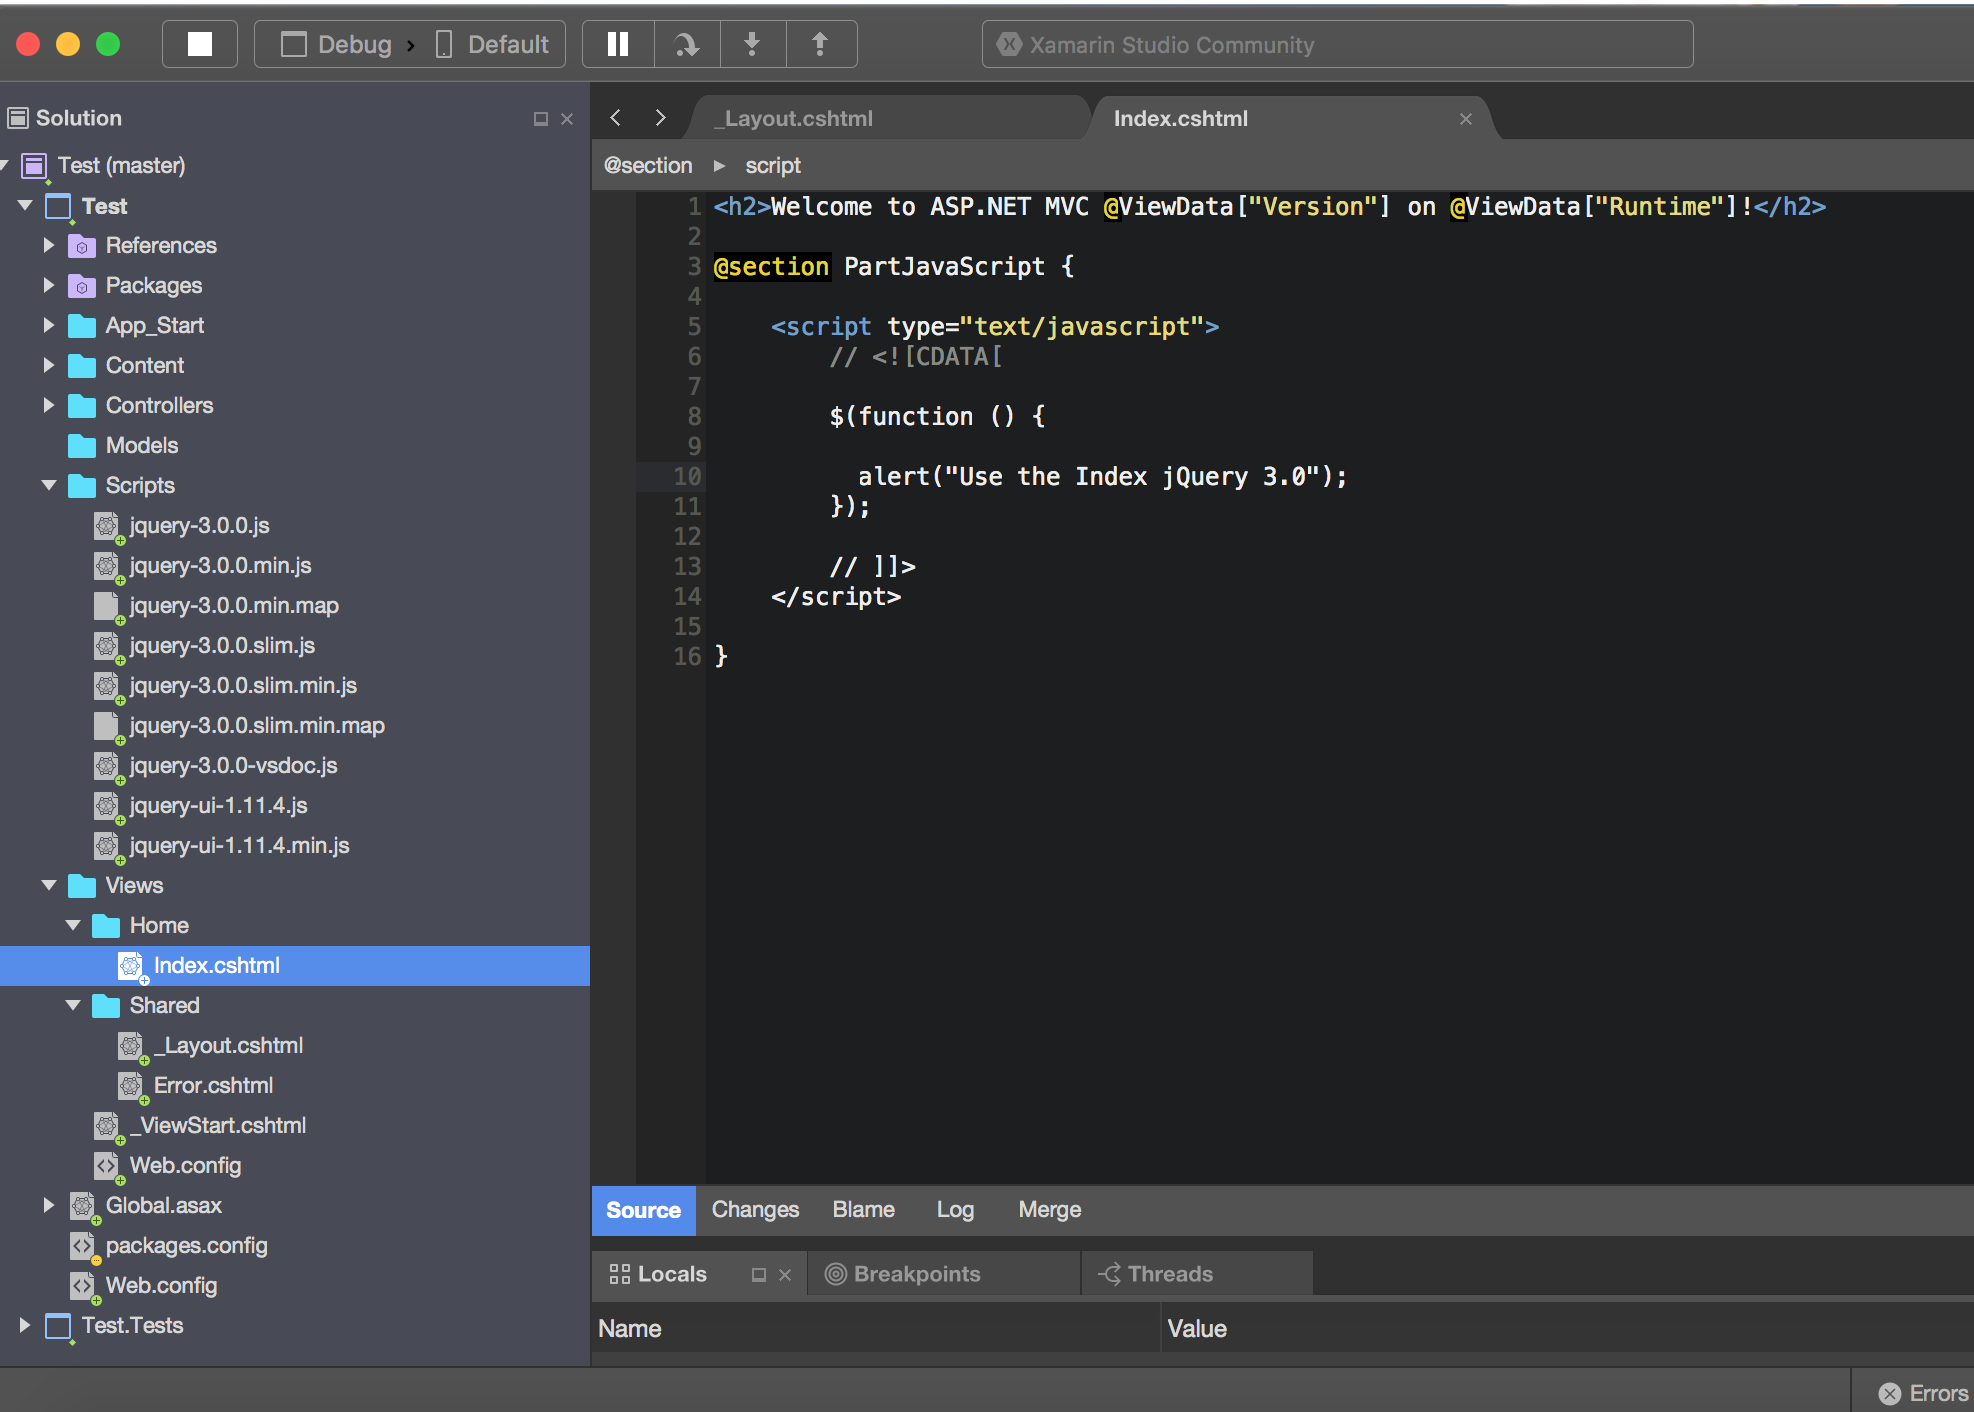 Debug › Default
Xamarin Studio Community
Solution
_Layout.cshtml
Index.cshtml
@section ▸ script
Test (master)
Test
References
Packages
App_Start
Content
Controllers
Models
Scripts
jquery-3.0.0.js
jquery-3.0.0.min.js
jquery-3.0.0.min.map
jquery-3.0.0.slim.js
jquery-3.0.0.slim.min.js
jquery-3.0.0.slim.min.map
jquery-3.0.0-vsdoc.js
jquery-ui-1.11.4.js
jquery-ui-1.11.4.min.js
Views
Home
Index.cshtml
Shared
_Layout.cshtml
Error.cshtml
_ViewStart.cshtml
Web.config
Global.asax
packages.config
Web.config
Test.Tests
1 <h2>Welcome to ASP.NET MVC @ViewData["Version"] on @ViewData["Runtime"]!</h2>
2
3 @section PartJavaScript {
4
5 <script type="text/javascript">
6 // <![CDATA[
7
8 $(function () {
9
10 alert("Use the Index jQuery 3.0");
11 });
12
13 // ]]>
14 </script>
15
16 }
Source Changes Blame Log Merge
Locals Breakpoints Threads
Name Value
Errors